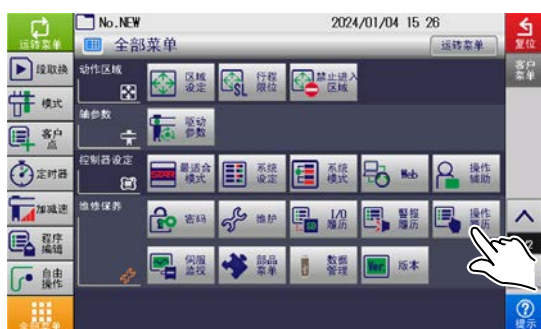 No.NEW 2024/01/04 15 26
运转菜单
全部菜单
运转菜单
复位
段取换
模式
客户点
定时器
加减速
程序编辑
自由操作
全部菜单
动作区域
区域设定
SL 行程限位
禁止进入区域
轴参数
驱动参数
控制器设定
STAR 最适合模式
系统设定
系统模式
Web
操作辅助
维修保养
密码
维护
I/O履历
警报履历
操作履历
伺服监视
部品菜单
数据管理
Ver. 版本
客户菜单
提示